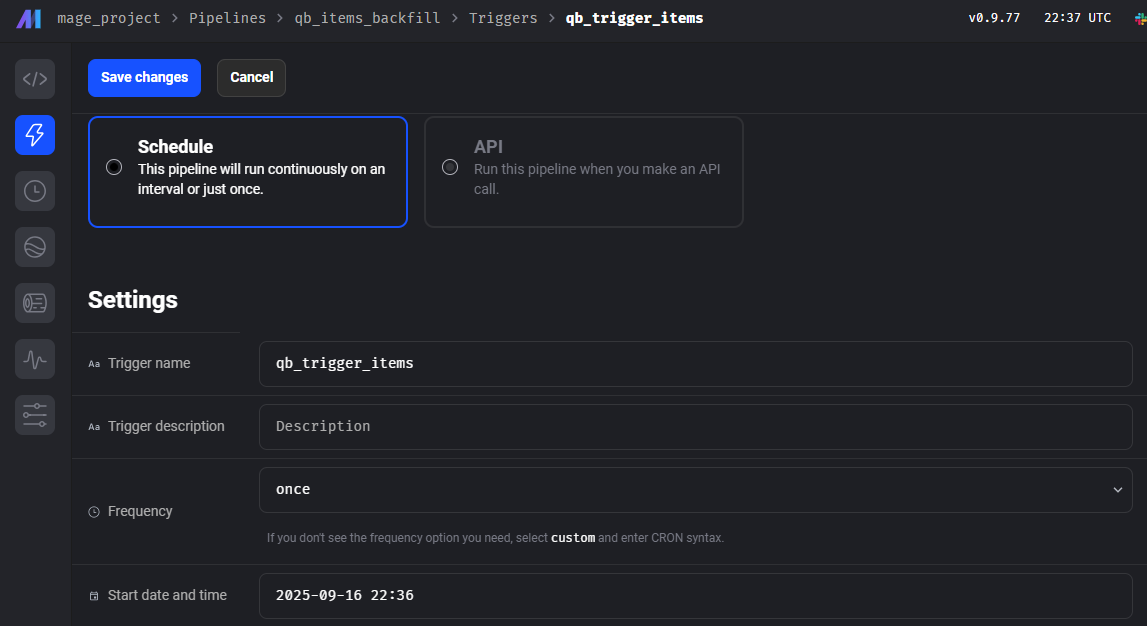 mage_project > Pipelines > qb_items_backfill > Triggers > qb_trigger_items v0.9.77 22:37 UTC
Save changes Cancel
Schedule
This pipeline will run continuously on an
interval or just once.
API
Run this pipeline when you make an API
call.
Settings
Aa Trigger name qb_trigger_items
Aa Trigger description Description
Frequency once
If you don't see the frequency option you need, select custom and enter CRON syntax.
Start date and time 2025-09-16 22:36